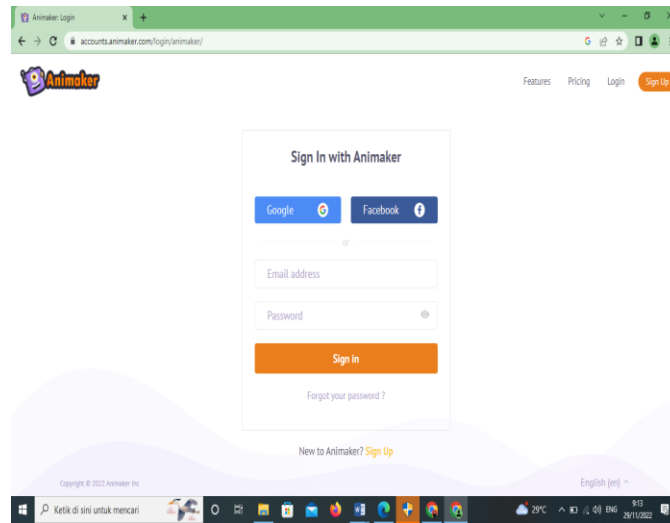 Animaker: Login
accounts.animaker.com/login/animaker/
Animaker
Features Pricing Login Sign Up
Sign In with Animaker
Google Facebook
or
Email address
Password
Sign in
Forgot your password ?
New to Animaker? Sign Up
Copyright © 2022 Animaker Inc
English (en)
Ketik di sini untuk mencari
29°C ENG 9:13
29/11/2022